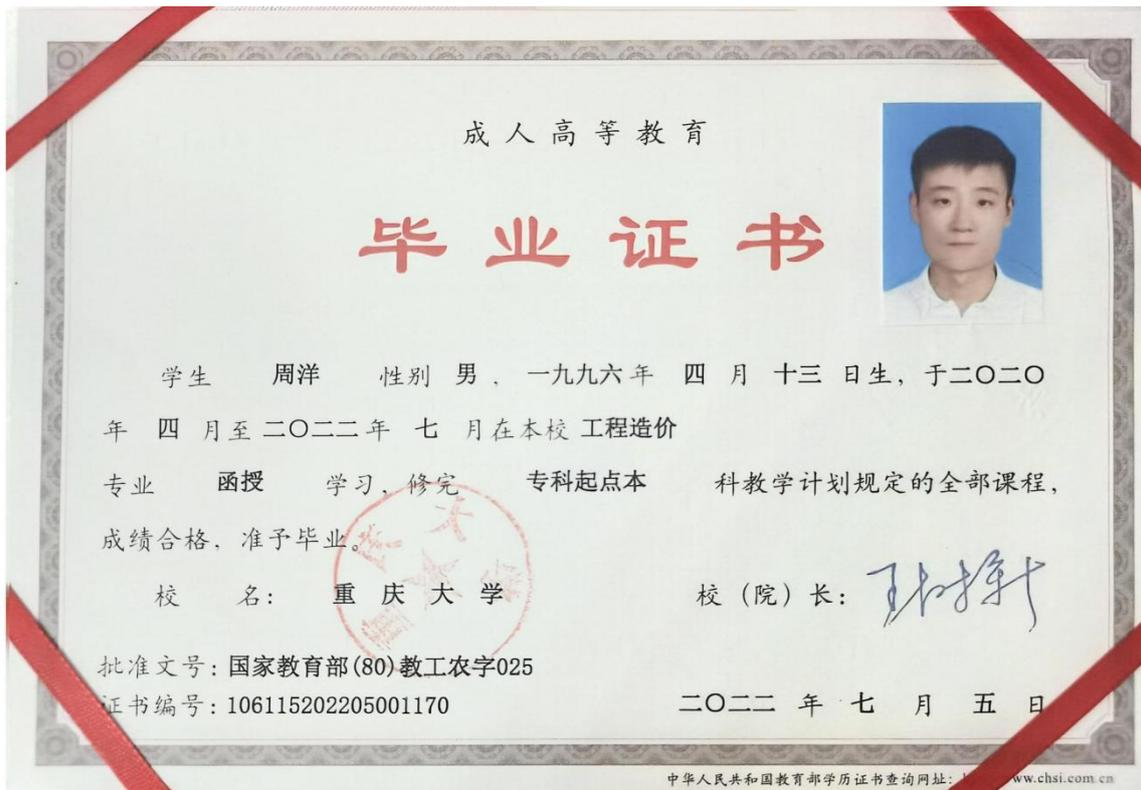 成人高等教育
毕业证书
学生 周洋 性别 男 ，一九九六年 四 月 十三 日生，于二〇二〇
年 四 月至二〇二二年 七 月在本校 工程造价
专业 函授 学习，修完 专科起点本 科教学计划规定的全部课程，
成绩合格，准予毕业。
校 名： 重庆大学 校（院）长：
批准文号：国家教育部(80)教工农字025
证书编号：106115202205001170
二〇二二 年 七 月 五 日
中华人民共和国教育部学历证书查询网址： ww.chsi.com.cn